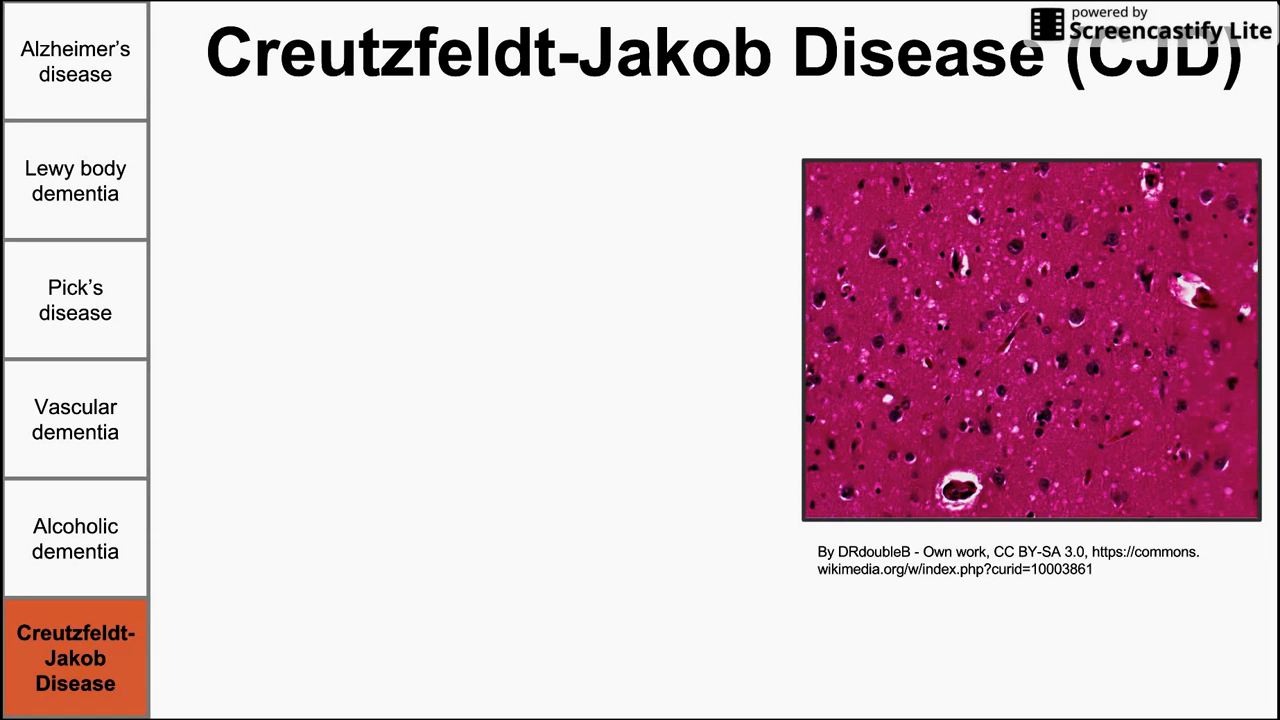 Alzheimer's
disease
Lewy body
dementia
Pick's
disease
Vascular
dementia
Alcoholic
dementia
Creutzfeldt-
Jakob
Disease
Creutzfeldt-Jakob Disease (CJD)
powered by
Screencastify Lite
By DRdoubleB - Own work, CC BY-SA 3.0, https://commons.
wikimedia.org/w/index.php?curid=10003861